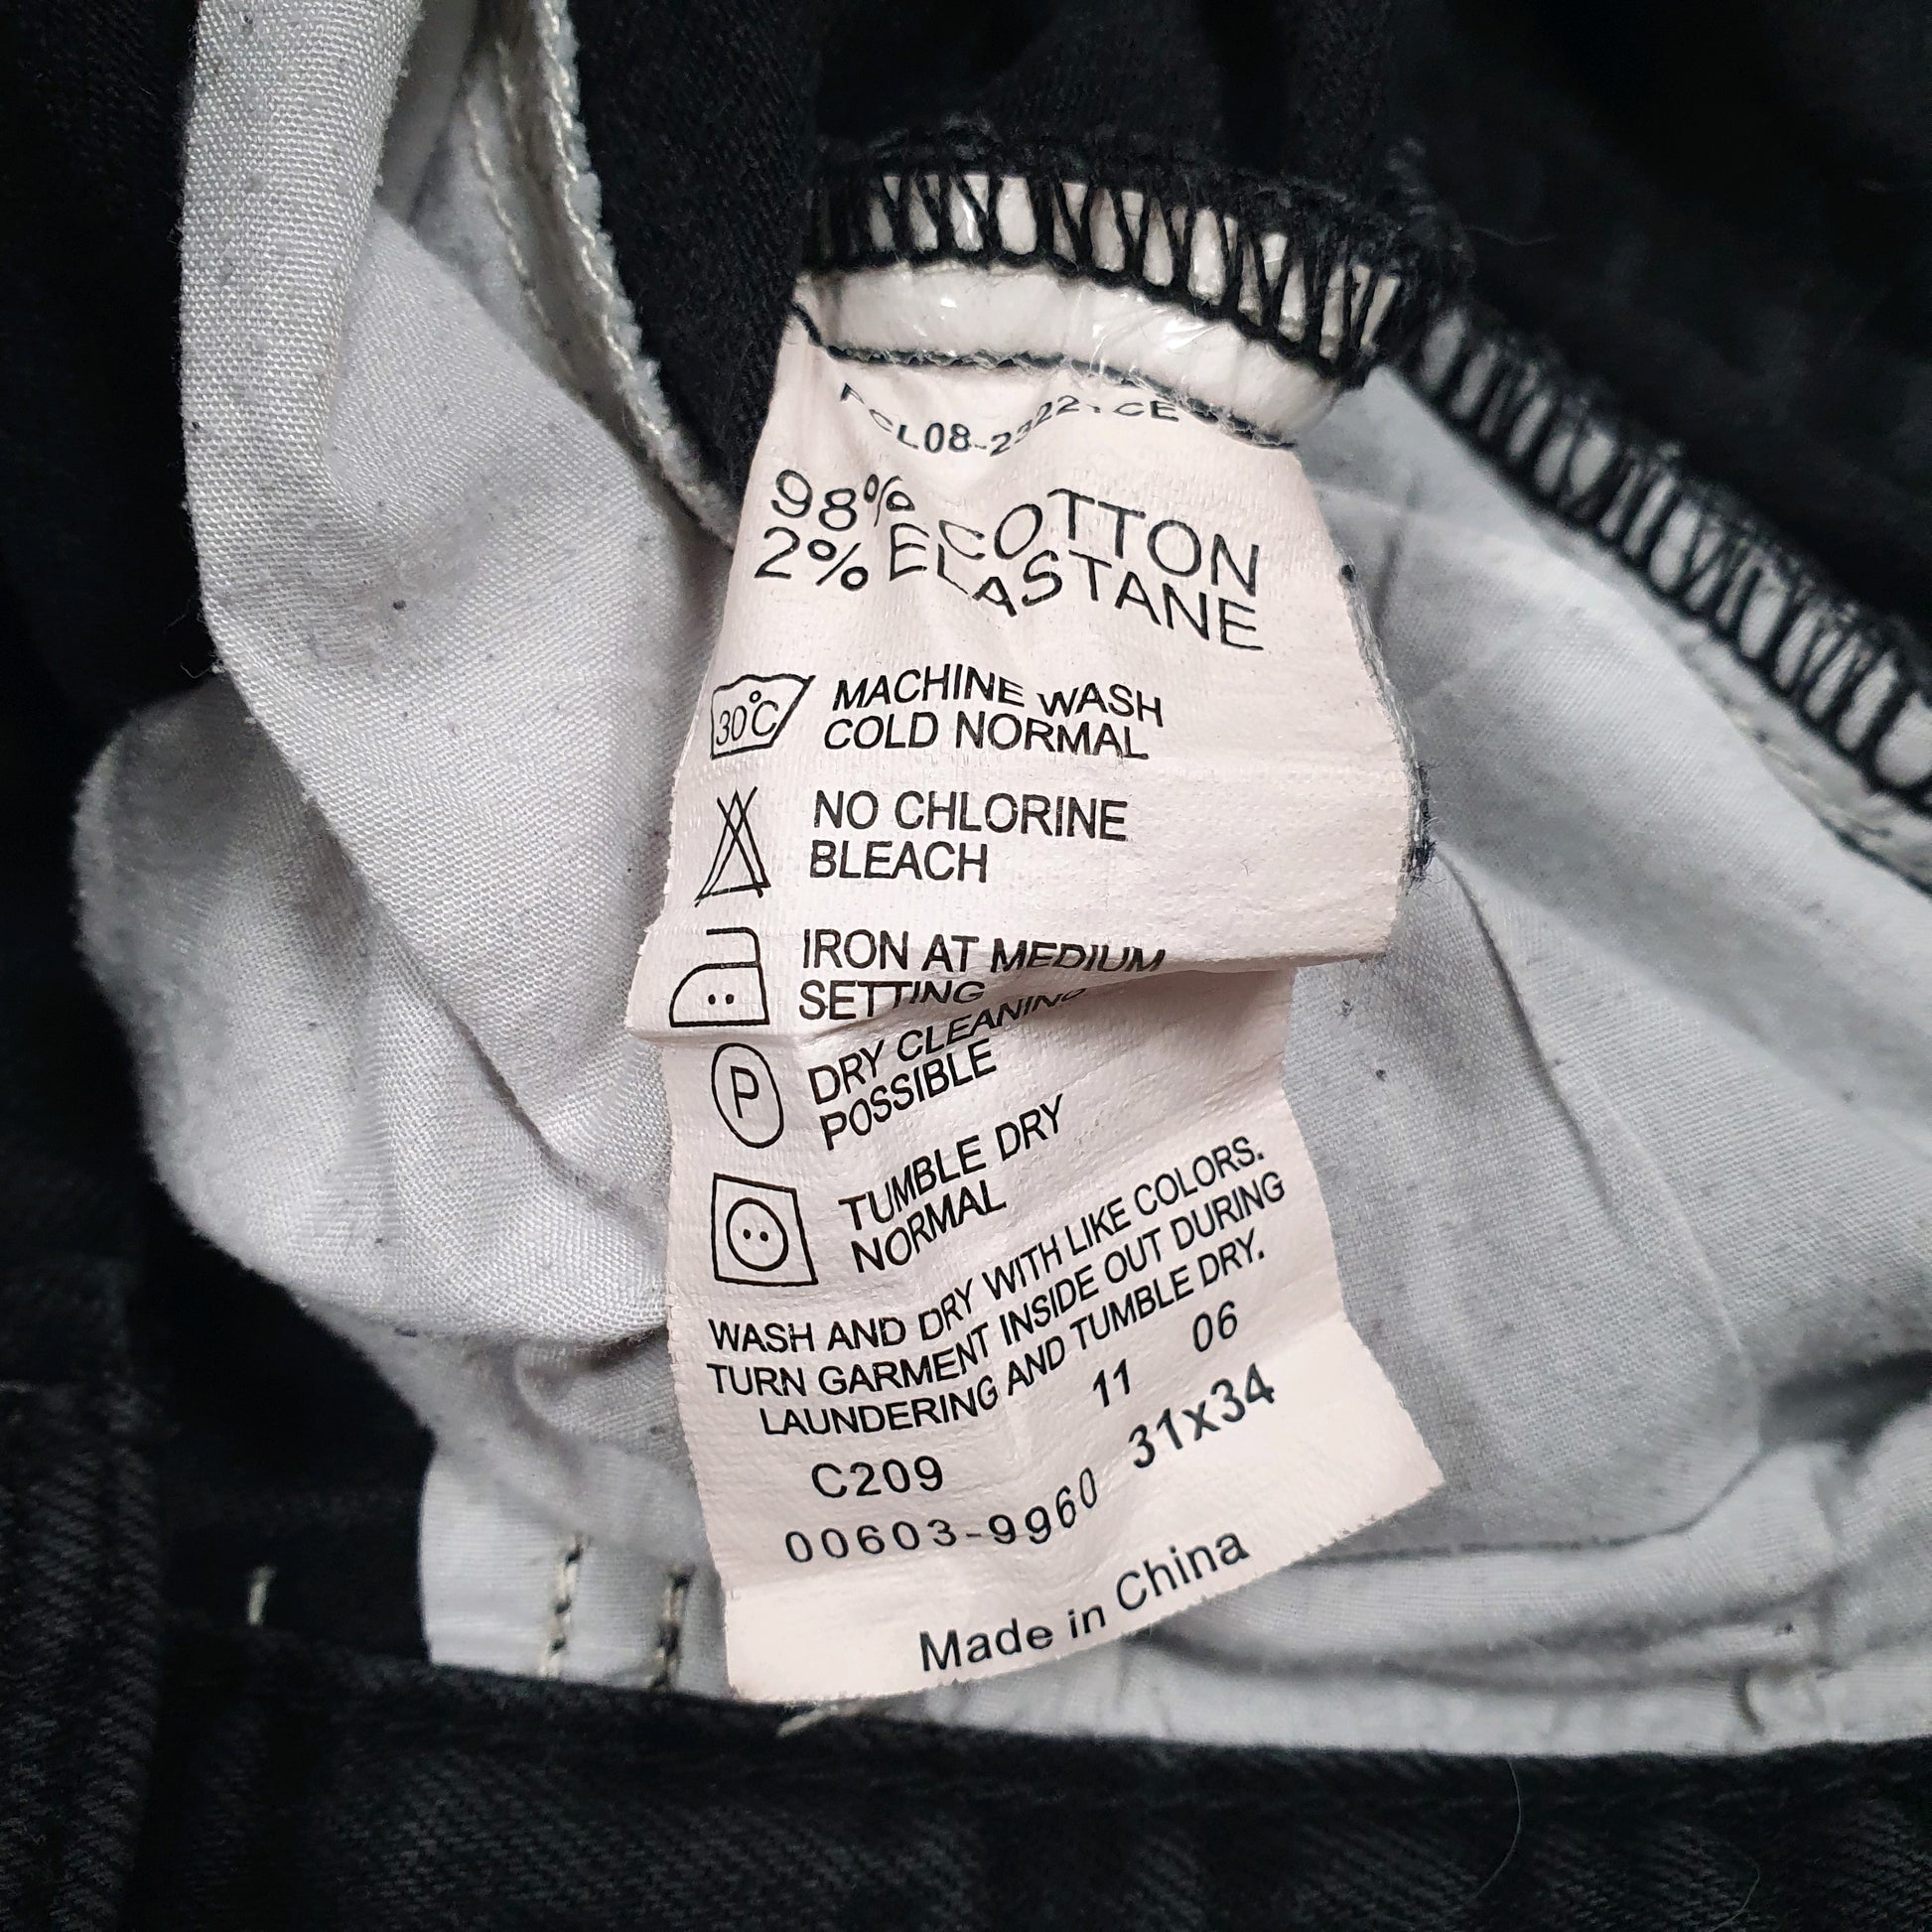 98% COTTON
2% ELASTANE
30°C MACHINE WASH
COLD NORMAL
NO CHLORINE
BLEACH
IRON AT MEDIUM
SETTING
P DRY CLEANING
POSSIBLE
TUMBLE DRY
NORMAL
WASH AND DRY WITH LIKE COLORS.
TURN GARMENT INSIDE OUT DURING
LAUNDERING AND TUMBLE DRY.
11 06
C209 31x34
00603-9960
Made in China